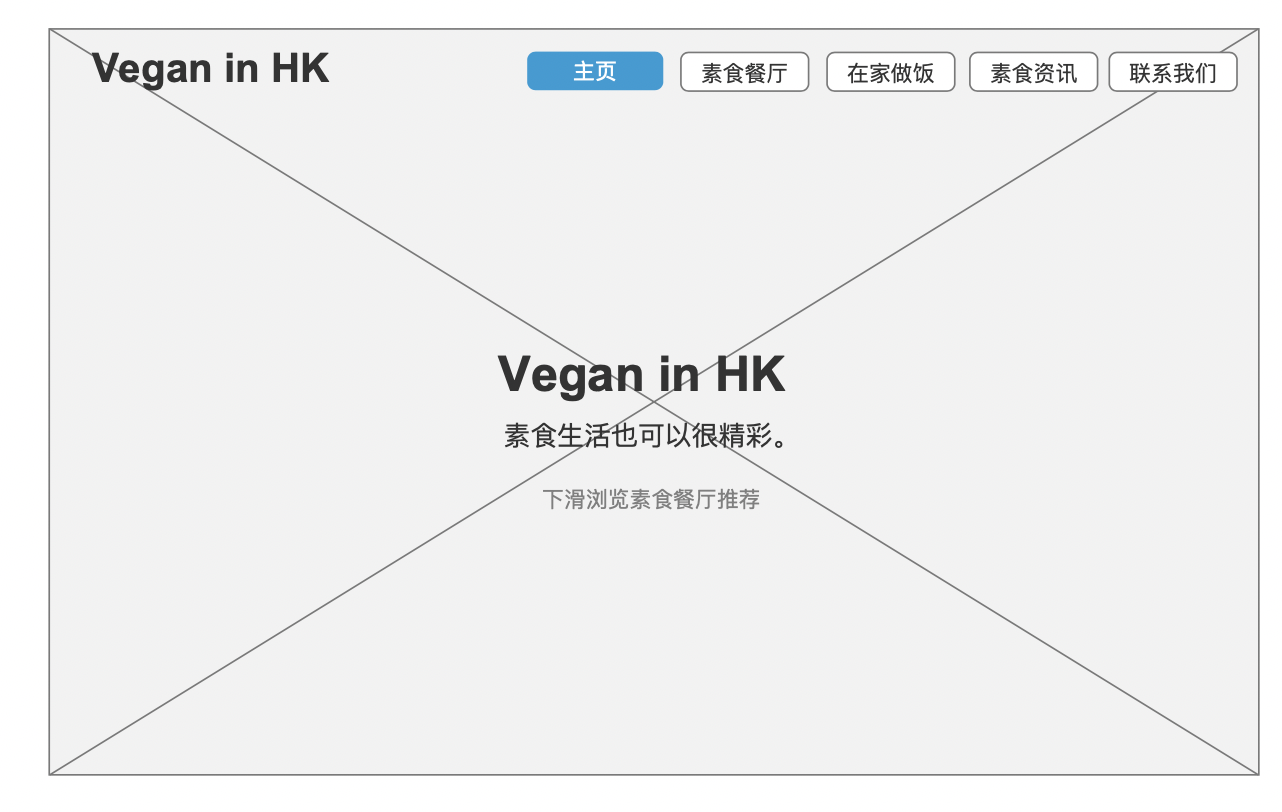 Vegan in HK
主页 素食餐厅 在家做饭 素食资讯 联系我们
Vegan in HK
素食生活也可以很精彩。
下滑浏览素食餐厅推荐